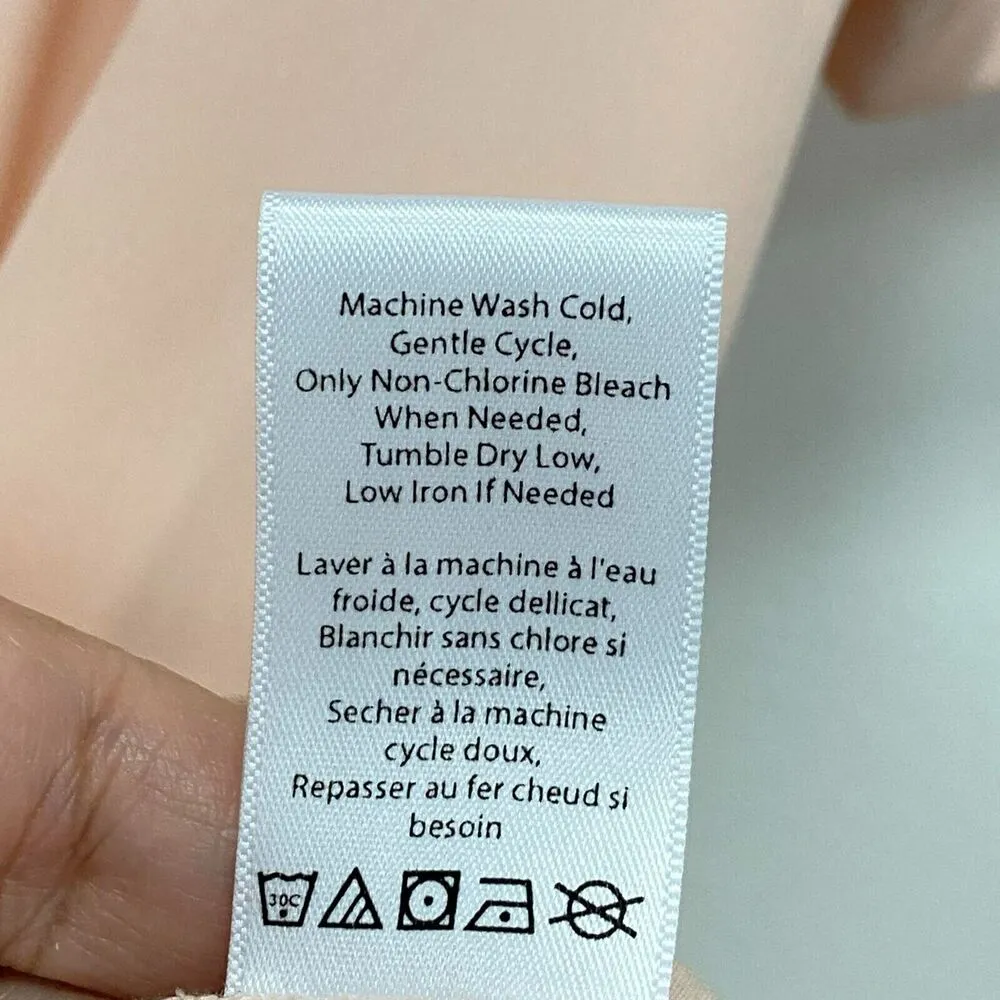 Machine Wash Cold,
Gentle Cycle,
Only Non-Chlorine Bleach
When Needed,
Tumble Dry Low,
Low Iron If Needed
Laver à la machine à l'eau
froide, cycle dellicat,
Blanchir sans chlore si
nécessaire,
Secher à la machine
cycle doux,
Repasser au fer cheud si
besoin
30C